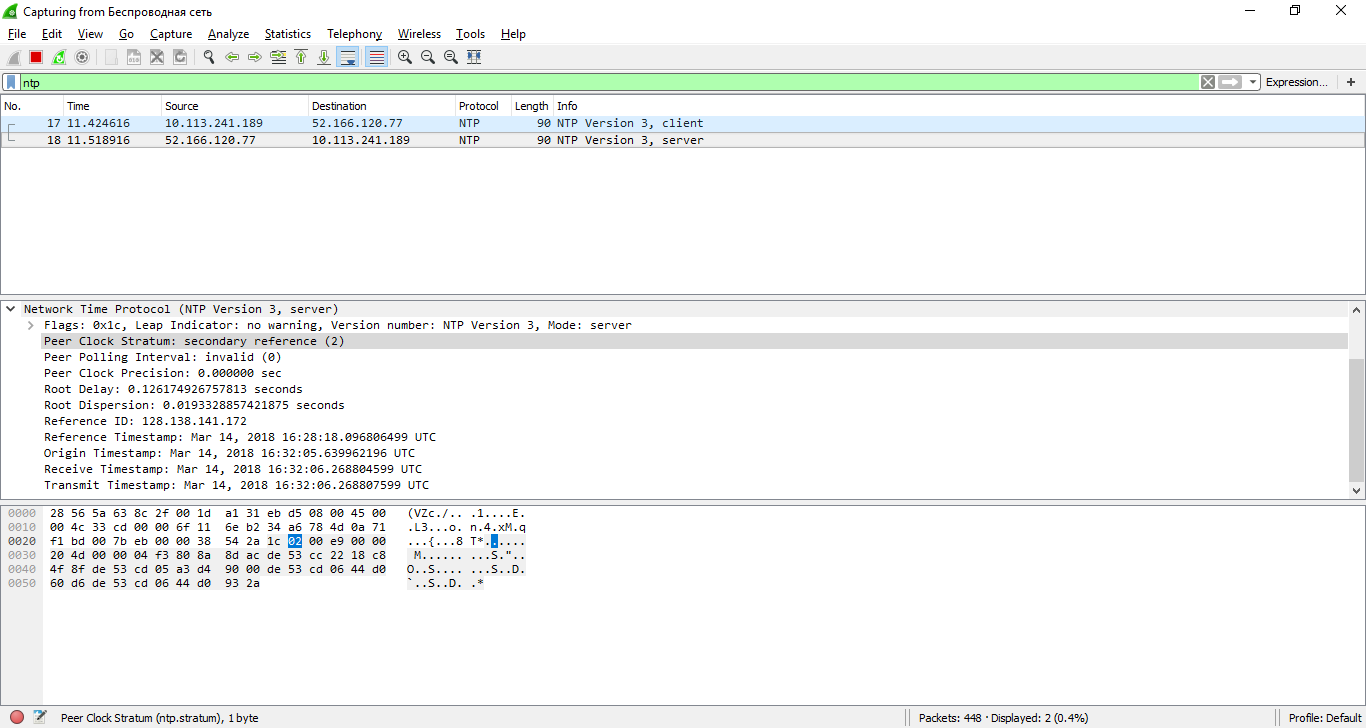 Capturing from Беспроводная сеть
File Edit View Go Capture Analyze Statistics Telephony Wireless Tools Help
ntp Expression... +
No. Time Source Destination Protocol Length Info
17 11.424616 10.113.241.189 52.166.120.77 NTP 90 NTP Version 3, client
18 11.518916 52.166.120.77 10.113.241.189 NTP 90 NTP Version 3, server
Network Time Protocol (NTP Version 3, server)
Flags: 0x1c, Leap Indicator: no warning, Version number: NTP Version 3, Mode: server
Peer Clock Stratum: secondary reference (2)
Peer Polling Interval: invalid (0)
Peer Clock Precision: 0.000000 sec
Root Delay: 0.126174926757813 seconds
Root Dispersion: 0.0193328857421875 seconds
Reference ID: 128.138.141.172
Reference Timestamp: Mar 14, 2018 16:28:18.096806499 UTC
Origin Timestamp: Mar 14, 2018 16:32:05.639962196 UTC
Receive Timestamp: Mar 14, 2018 16:32:06.268804599 UTC
Transmit Timestamp: Mar 14, 2018 16:32:06.268807599 UTC
0000 28 56 5a 63 8c 2f 00 1d a1 31 eb d5 08 00 45 00 (VZc./.. .1....E.
0010 00 4c 33 cd 00 00 6f 11 6e b2 34 a6 78 4d 0a 71 .L3...o. n.4.xM.q
0020 f1 bd 00 7b eb 00 00 38 54 2a 1c 02 00 e9 00 00 ...{...8 T*......
0030 20 4d 00 00 04 f3 80 8a 8d ac de 53 cc 22 18 c8 M...... ...S."..
0040 4f 8f de 53 cd 05 a3 d4 90 00 de 53 cd 06 44 d0 O..S.... ...S..D.
0050 60 d6 de 53 cd 06 44 d0 93 2a `..S..D. .*
Peer Clock Stratum (ntp.stratum), 1 byte Packets: 448 · Displayed: 2 (0.4%) Profile: Default